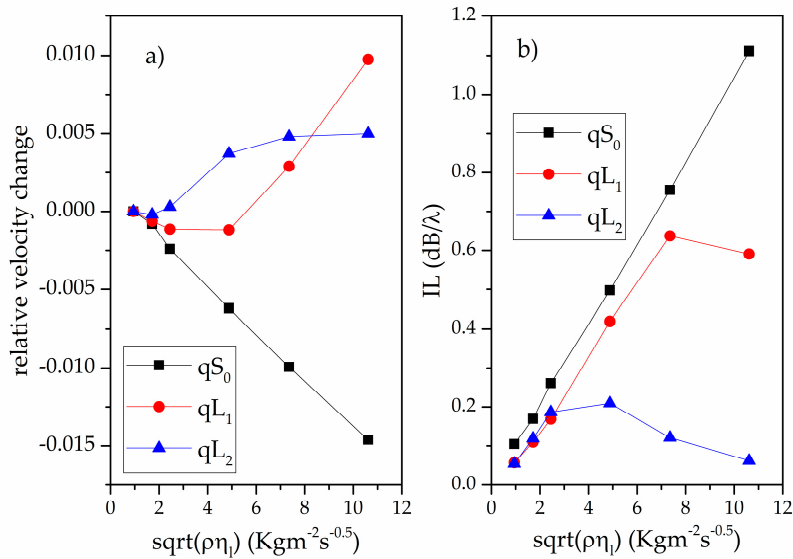 a)
relative velocity change
0.010
0.005
0.000
-0.005
-0.010
-0.015
qS₀
qL₁
qL₂
0 2 4 6 8 10 12
sqrt(ρηₗ) (Kgm⁻²s⁻⁰·⁵)
b)
IL (dB/λ)
1.2
1.0
0.8
0.6
0.4
0.2
0.0
qS₀
qL₁
qL₂
0 2 4 6 8 10 12
sqrt(ρηₗ) (Kgm⁻²s⁻⁰·⁵)